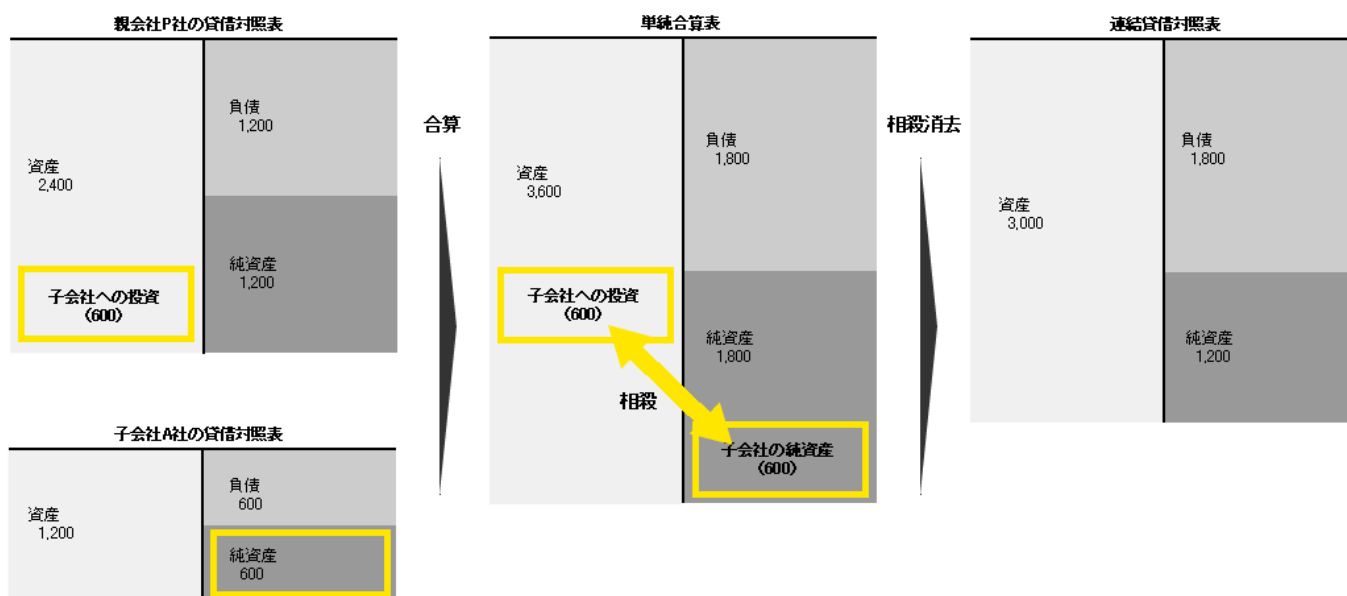 親会社P社の貸借対照表
資産
2,400
子会社への投資
(600)
負債
1,200
純資産
1,200
子会社A社の貸借対照表
資産
1,200
負債
600
純資産
600
合算
単純合算表
資産
3,600
子会社への投資
(600)
負債
1,800
純資産
1,800
相殺
子会社の純資産
(600)
相殺消去
連結貸借対照表
資産
3,000
負債
1,800
純資産
1,200